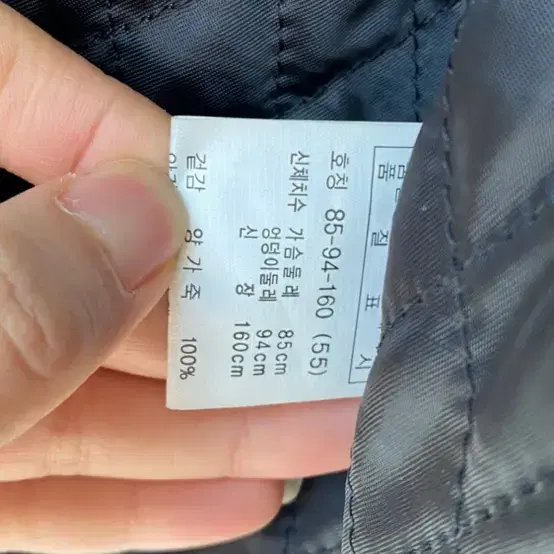 품 질 표 시
호칭 85-94-160 (55)
신체치수 가슴둘레 85cm
엉덩이둘레 94cm
신 장 160cm
겉감 양가죽 100%